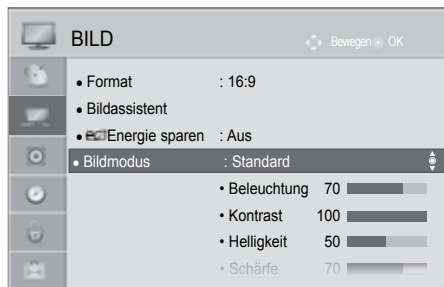 BILD
Bewegen OK
• Format : 16:9
• Bildassistent
• Energie sparen : Aus
• Bildmodus : Standard
• Beleuchtung 70
• Kontrast 100
• Helligkeit 50
• Schärfe 70